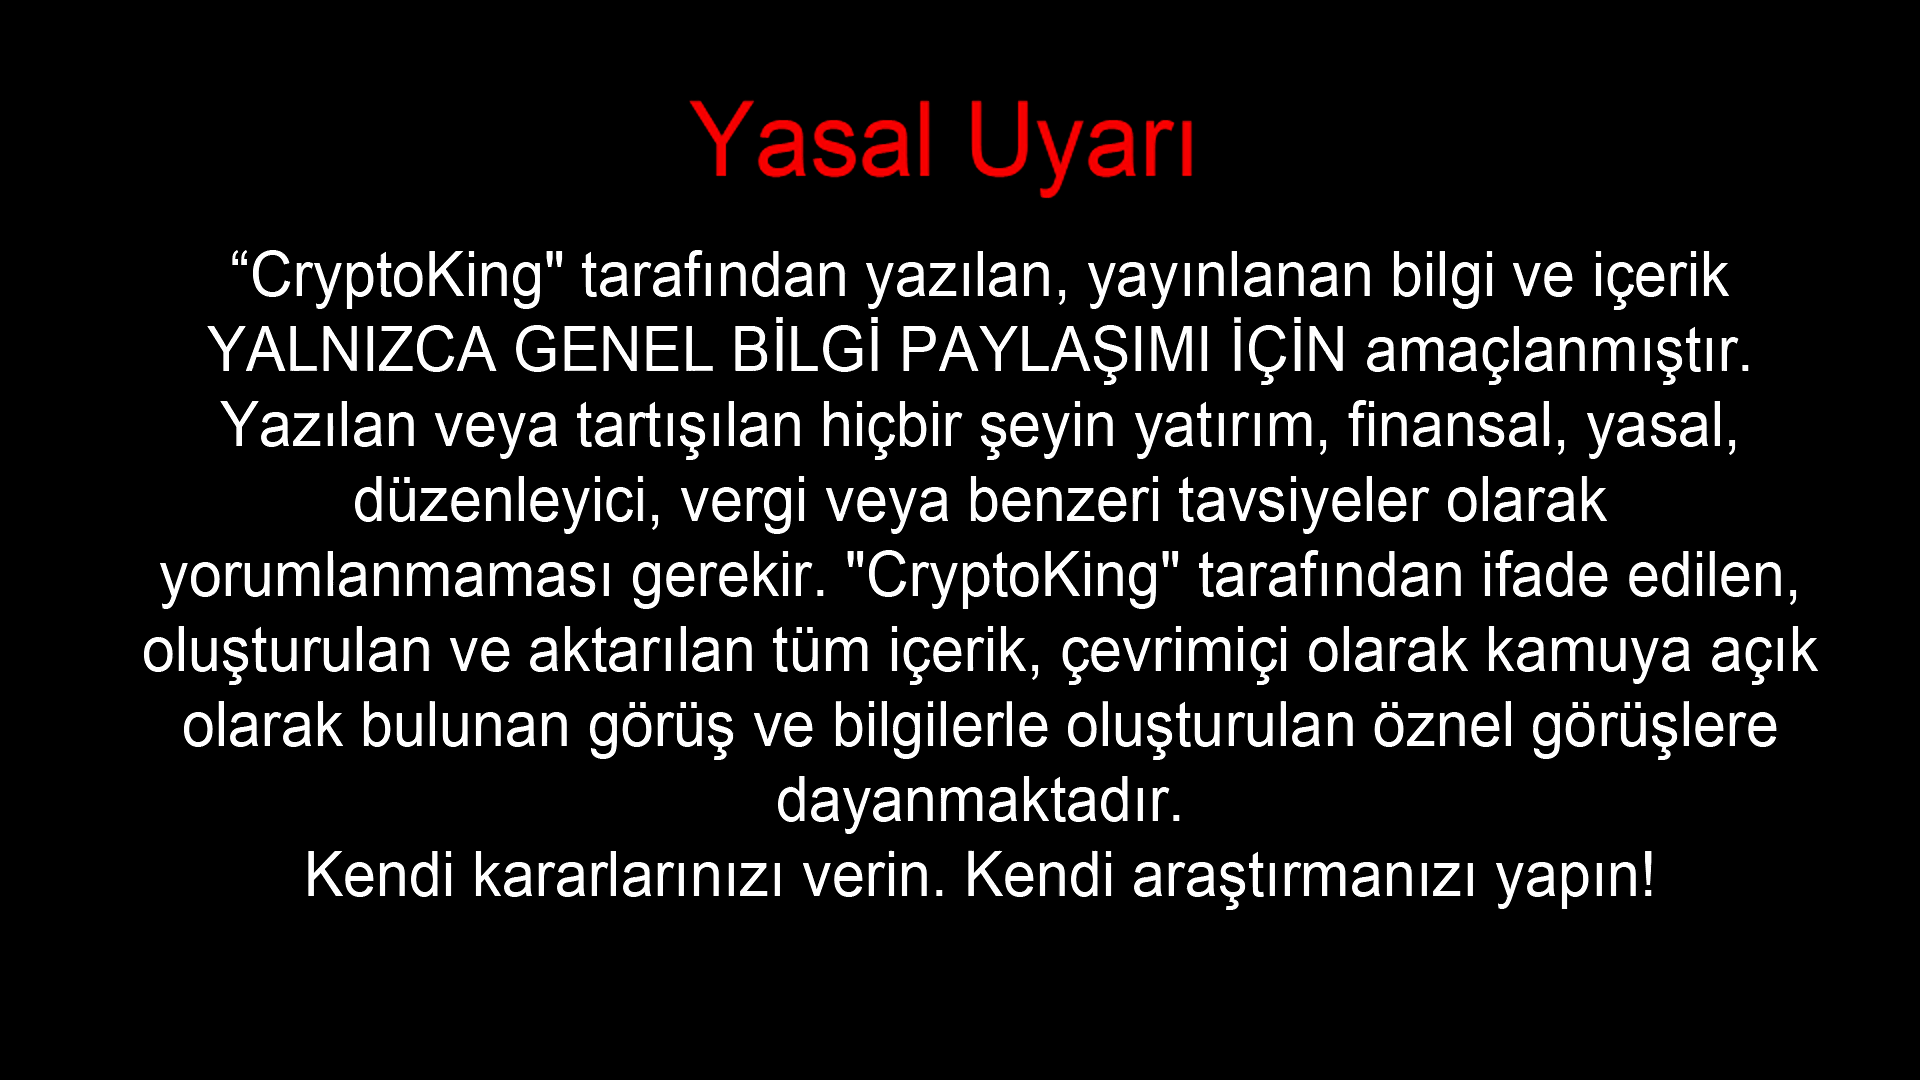 Yasal Uyarı
“CryptoKing" tarafından yazılan, yayınlanan bilgi ve içerik
YALNIZCA GENEL BİLGİ PAYLAŞIMI İÇİN amaçlanmıştır.
Yazılan veya tartışılan hiçbir şeyin yatırım, finansal, yasal,
düzenleyici, vergi veya benzeri tavsiyeler olarak
yorumlanmaması gerekir. "CryptoKing" tarafından ifade edilen,
oluşturulan ve aktarılan tüm içerik, çevrimiçi olarak kamuya açık
olarak bulunan görüş ve bilgilerle oluşturulan öznel görüşlere
dayanmaktadır.
Kendi kararlarınızı verin. Kendi araştırmanızı yapın!